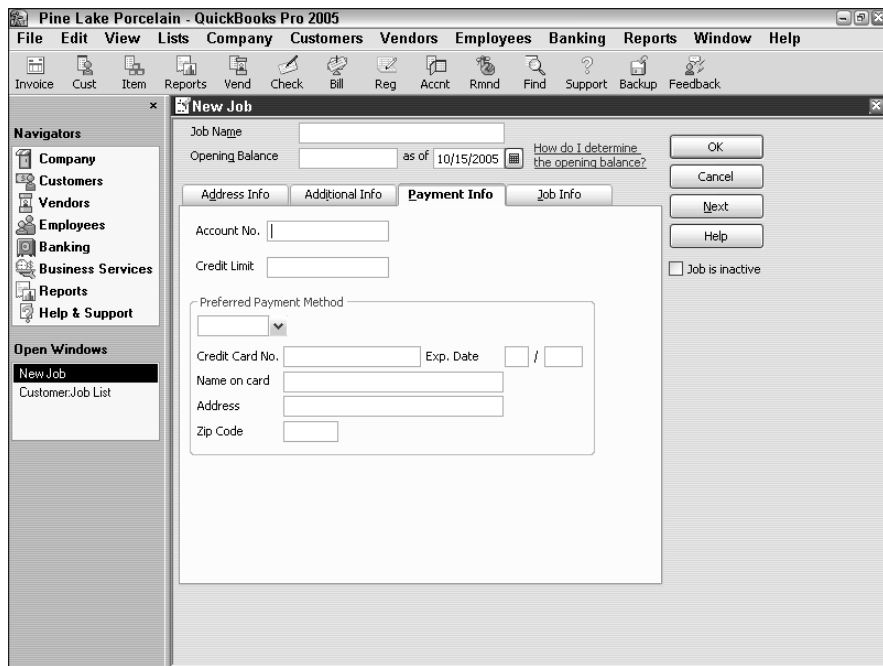 Pine Lake Porcelain - QuickBooks Pro 2005
File Edit View Lists Company Customers Vendors Employees Banking Reports Window Help
Invoice Cust Item Reports Vend Check Bill Reg Accnt Rmnd Find Support Backup Feedback
New Job
Navigators
Company
Customers
Vendors
Employees
Banking
Business Services
Reports
Help & Support
Open Windows
New Job
Customer:Job List
Job Name
Opening Balance as of 10/15/2005
How do I determine
the opening balance?
Address Info Additional Info Payment Info Job Info
Account No.
Credit Limit
Preferred Payment Method
Credit Card No. Exp. Date /
Name on card
Address
Zip Code
OK
Cancel
Next
Help
Job is inactive